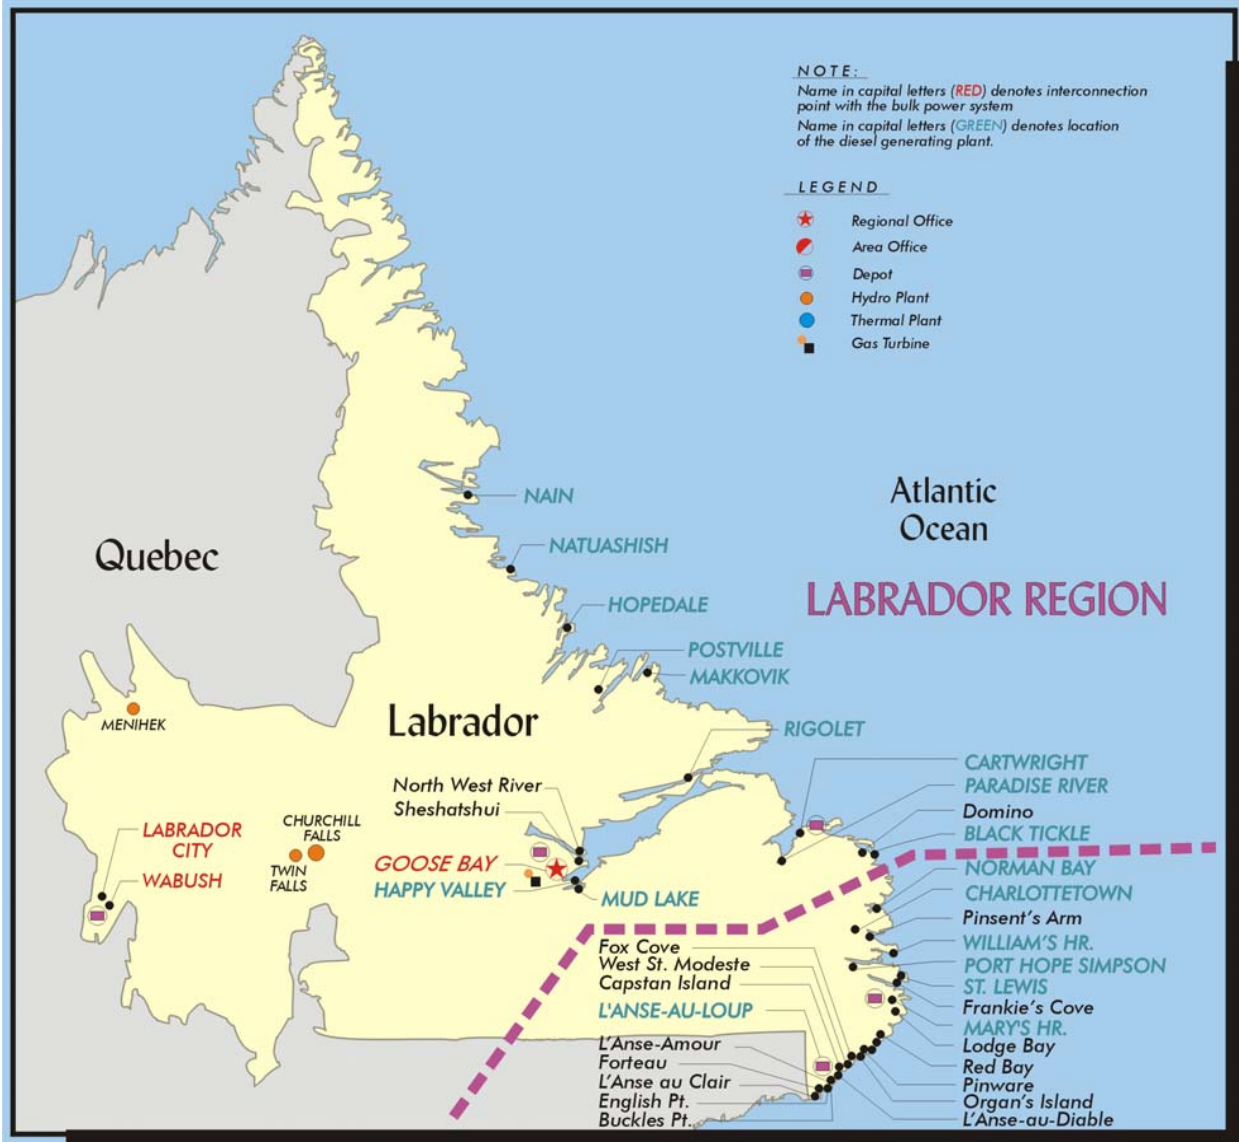 NOTE:
Name in capital letters (RED) denotes interconnection
point with the bulk power system
Name in capital letters (GREEN) denotes location
of the diesel generating plant.
LEGEND
Regional Office
Area Office
Depot
Hydro Plant
Thermal Plant
Gas Turbine
Atlantic
Ocean
LABRADOR REGION
Quebec
Labrador
NAIN
NATUASHISH
HOPEDALE
POSTVILLE
MAKKOVIK
RIGOLET
MENIHEK
LABRADOR
CITY
WABUSH
CHURCHILL
FALLS
TWIN
FALLS
North West River
Sheshatshui
GOOSE BAY
HAPPY VALLEY
MUD LAKE
CARTWRIGHT
PARADISE RIVER
Domino
BLACK TICKLE
NORMAN BAY
CHARLOTTETOWN
Pinsent's Arm
WILLIAM'S HR.
PORT HOPE SIMPSON
ST. LEWIS
Frankie's Cove
MARY'S HR.
Lodge Bay
Red Bay
Pinware
Organ's Island
L'Anse-au-Diable
Fox Cove
West St. Modeste
Capstan Island
L'ANSE-AU-LOUP
L'Anse-Amour
Forteau
L'Anse au Clair
English Pt.
Buckles Pt.